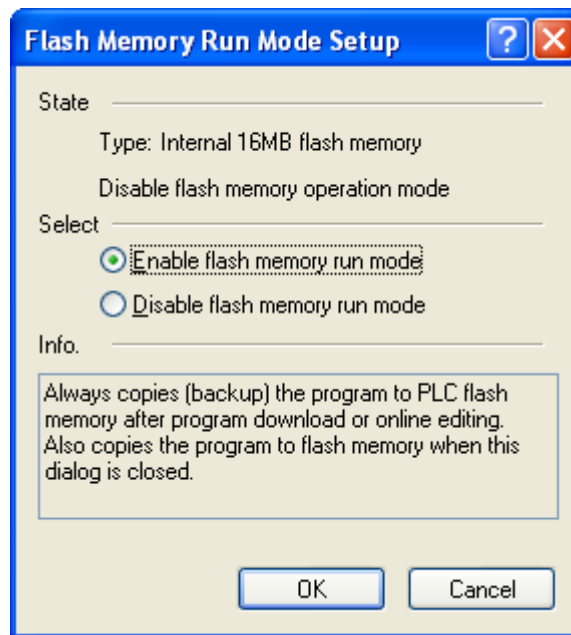 Flash Memory Run Mode Setup
State
Type: Internal 16MB flash memory
Disable flash memory operation mode
Select
Enable flash memory run mode
Disable flash memory run mode
Info.
Always copies (backup) the program to PLC flash
memory after program download or online editing.
Also copies the program to flash memory when this
dialog is closed.
OK
Cancel